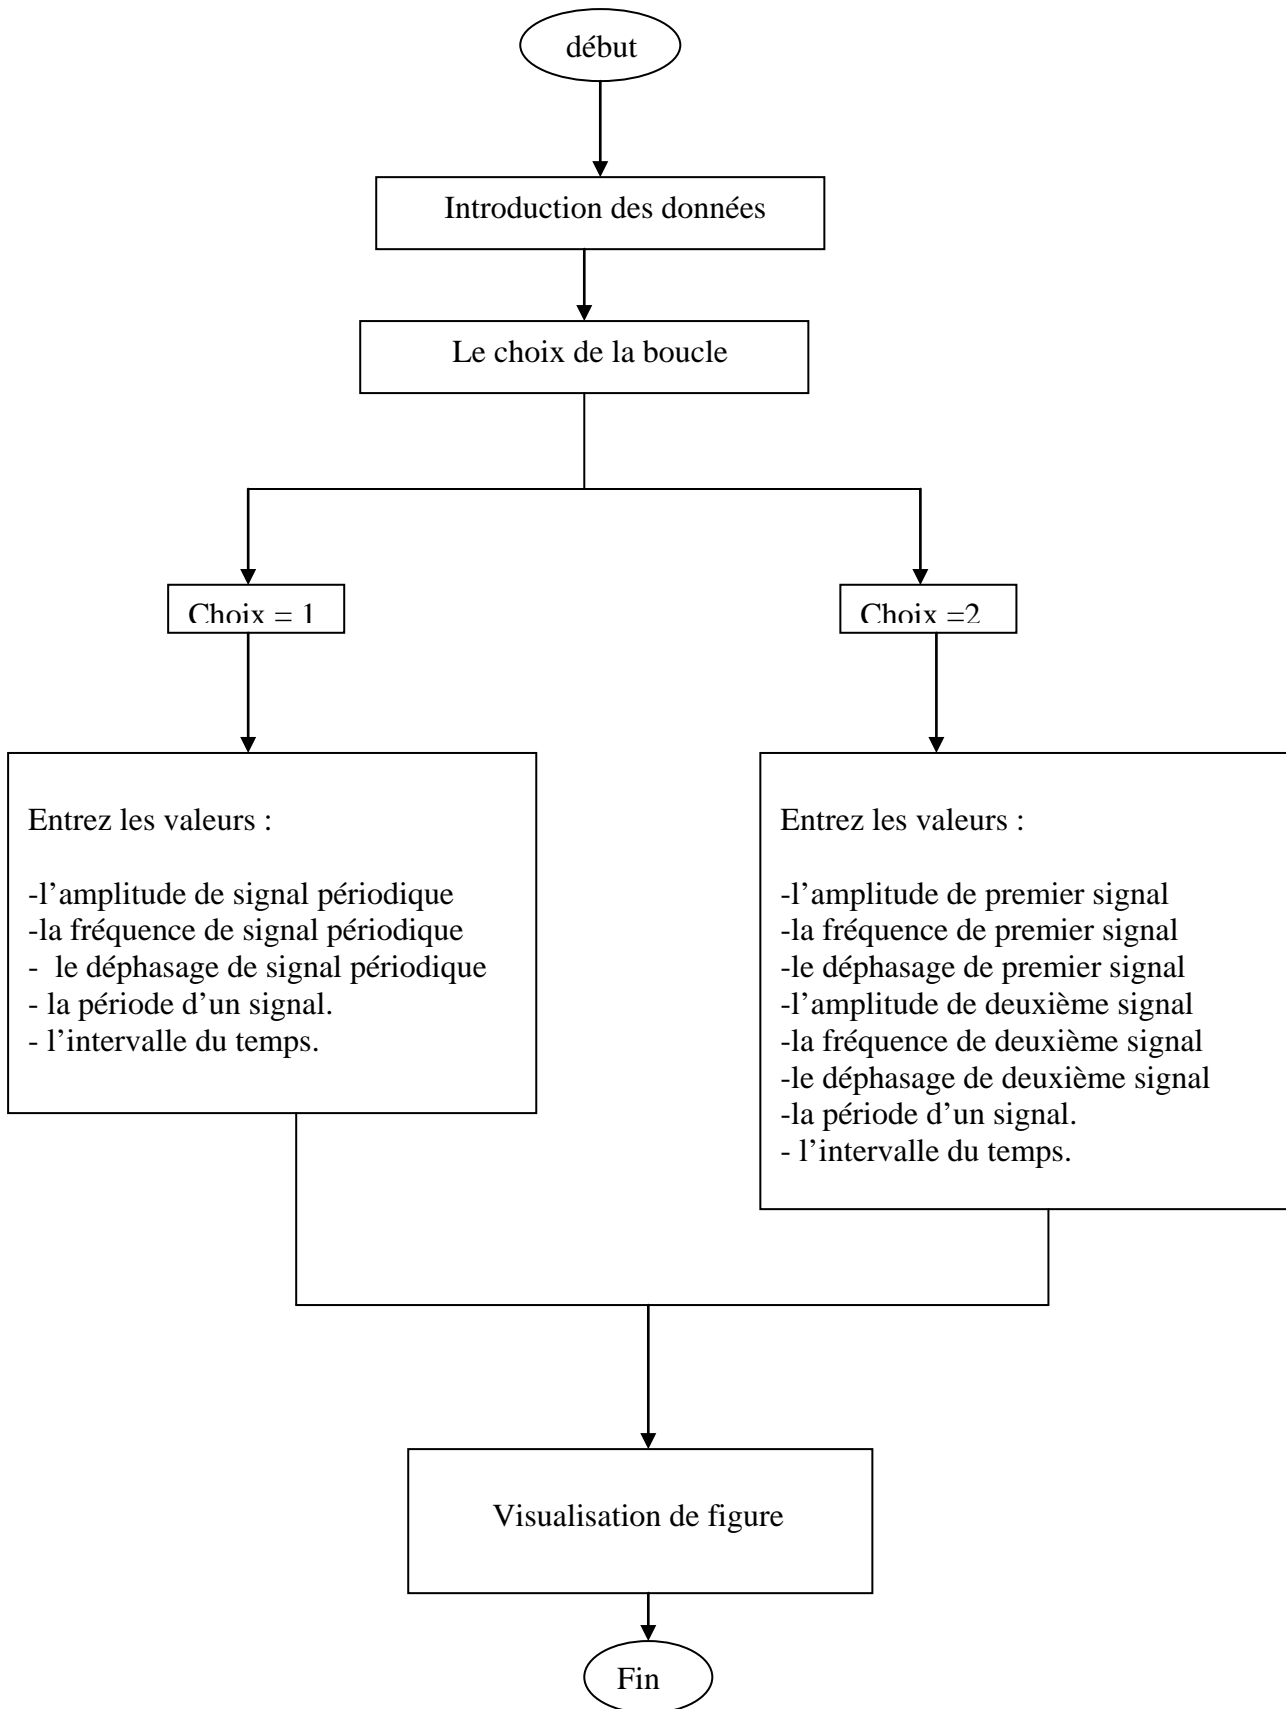 début
Introduction des données
Le choix de la boucle
Choix = 1
Choix =2
Entrez les valeurs :
-l’amplitude de signal périodique
-la fréquence de signal périodique
-  le déphasage de signal périodique
- la période d’un signal.
- l’intervalle du temps.
Entrez les valeurs :
-l’amplitude de premier signal
-la fréquence de premier signal
-le déphasage de premier signal
-l’amplitude de deuxième signal
-la fréquence de deuxième signal
-le déphasage de deuxième signal
-la période d’un signal.
- l’intervalle du temps.
Visualisation de figure
Fin